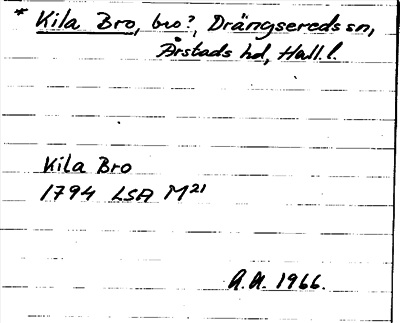 * Kila Bro, bro?, Drängsereds sn,
Årstads hd, Hall. l.
Kila Bro
1794 LSA M21
A.A. 1966.